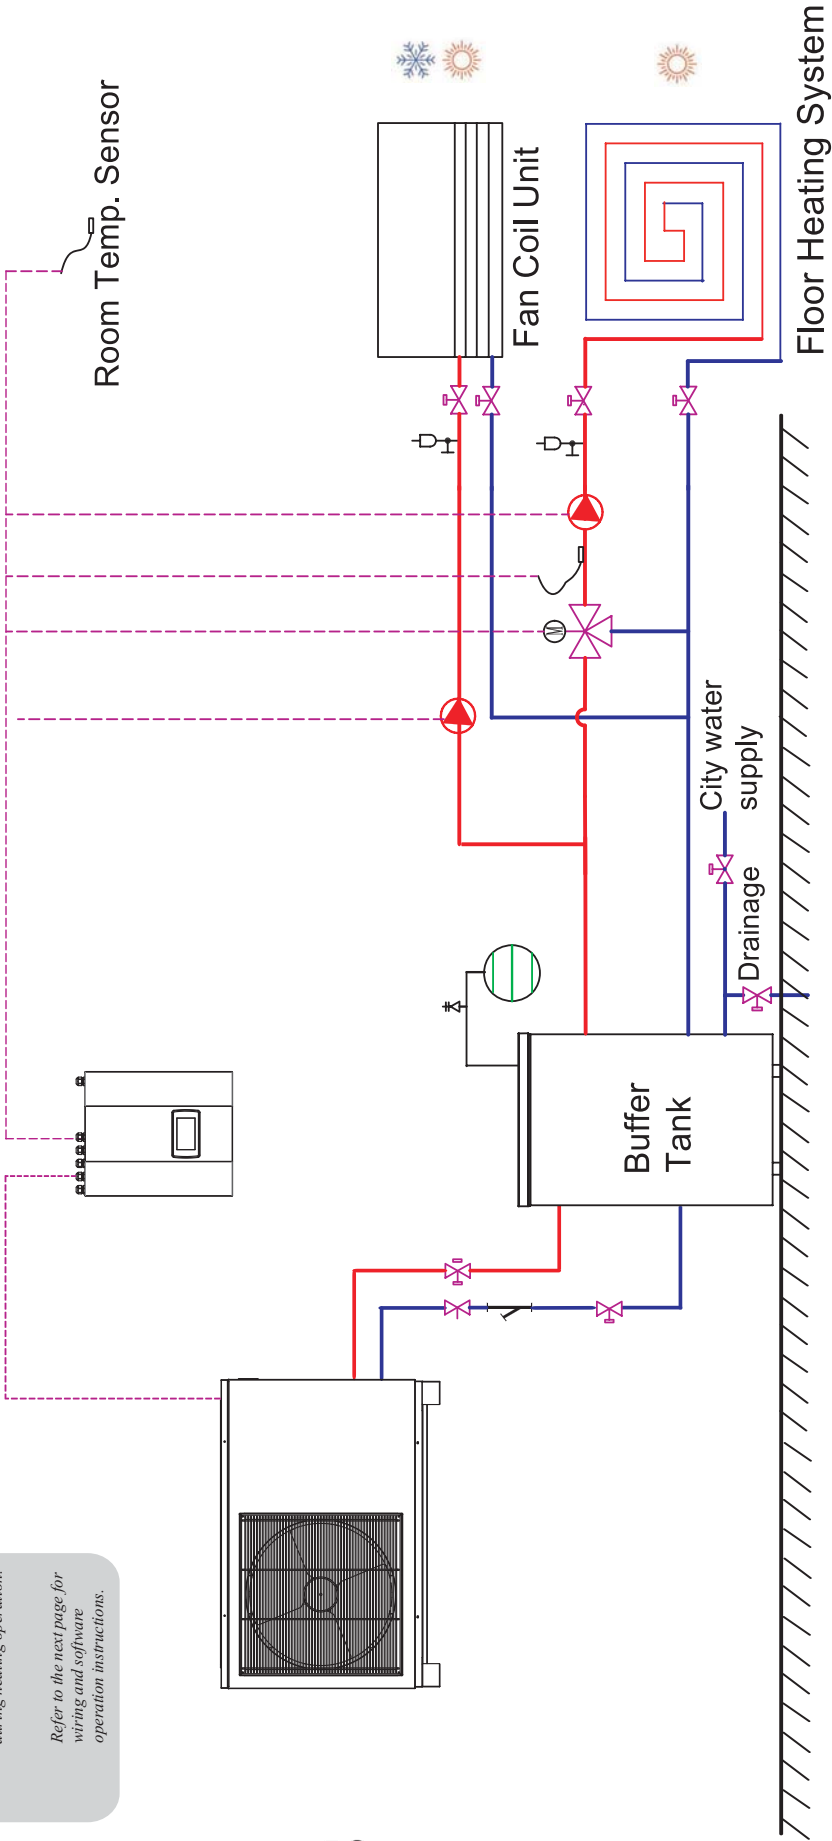 Refer to the next page for
wiring and software
operation instructions.
Room Temp. Sensor
Fan Coil Unit
Floor Heating System
City water
supply
Drainage
Buffer
Tank